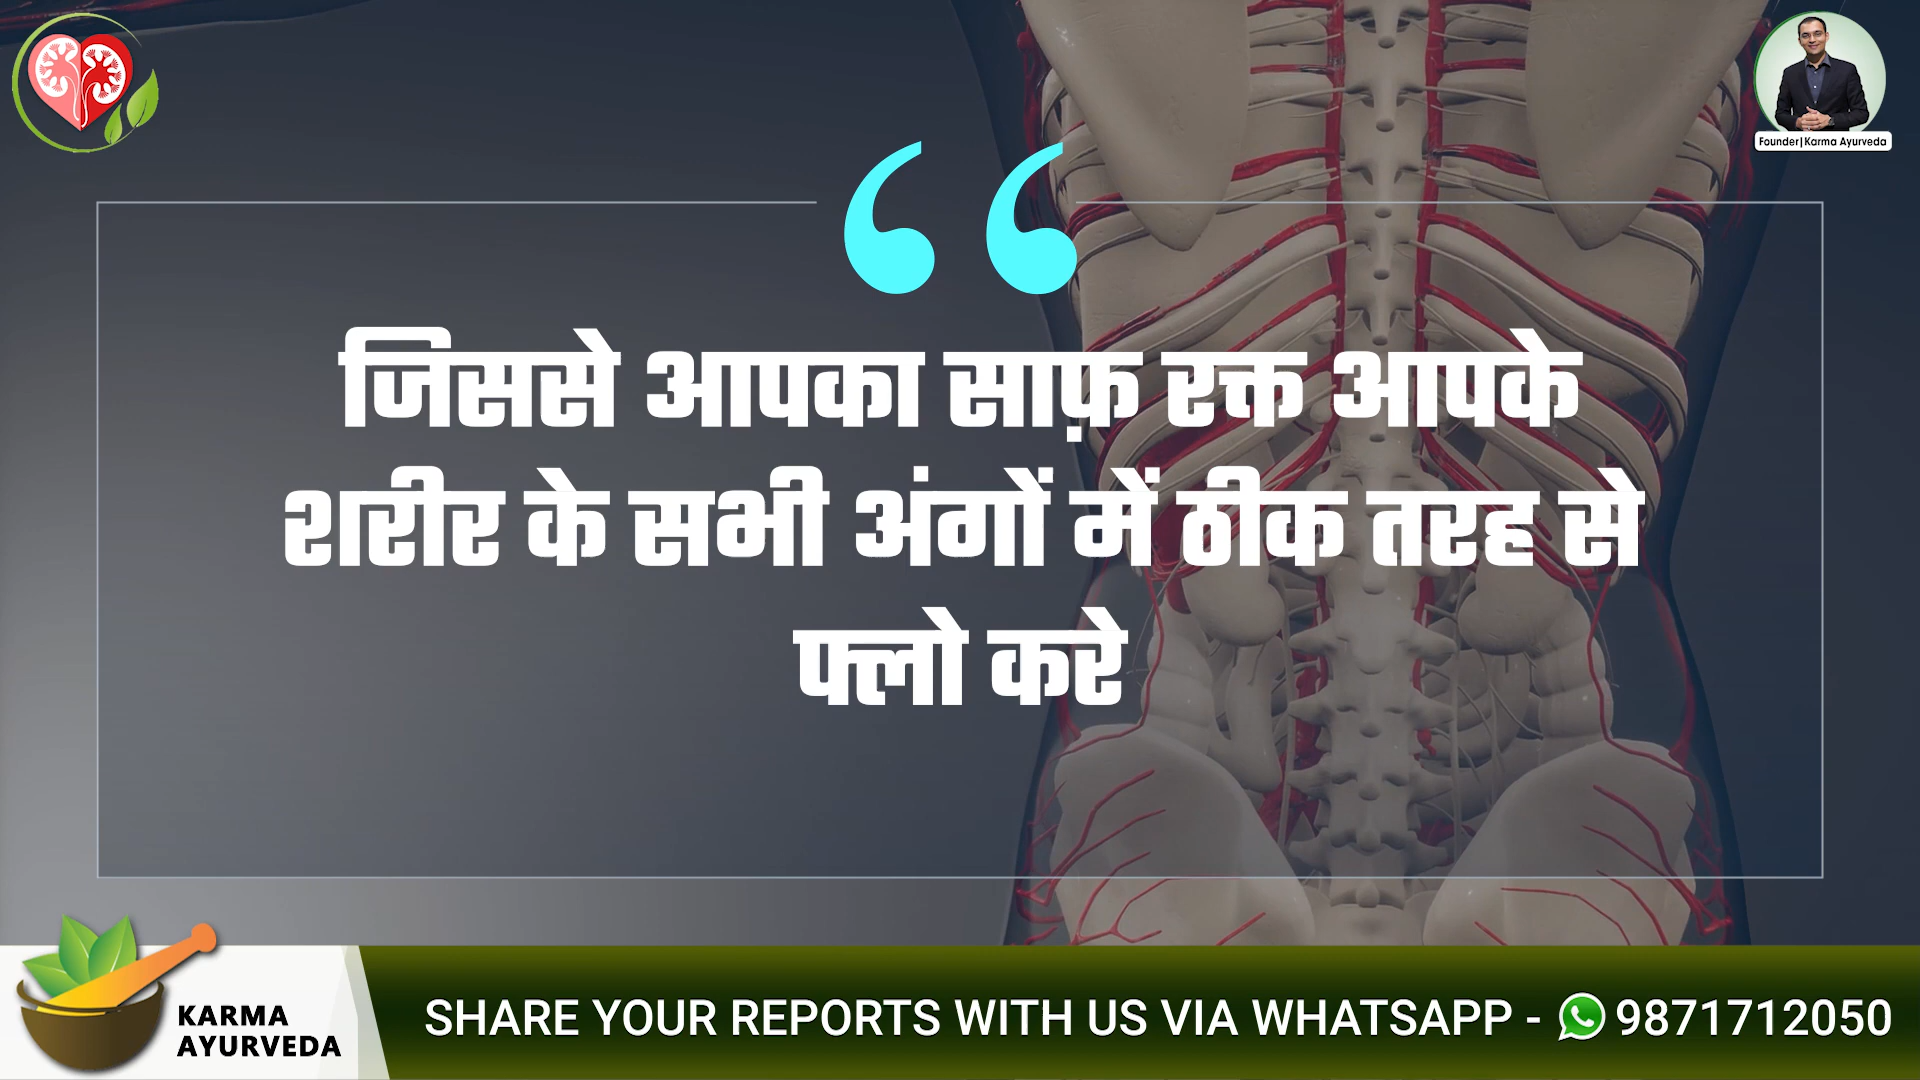 Founder|Karma Ayurveda
“
जिससे आपका साफ़ रक्त आपके
शरीर के सभी अंगों में ठीक तरह से
फ्लो करे
KARMA
AYURVEDA
SHARE YOUR REPORTS WITH US VIA WHATSAPP - 9871712050